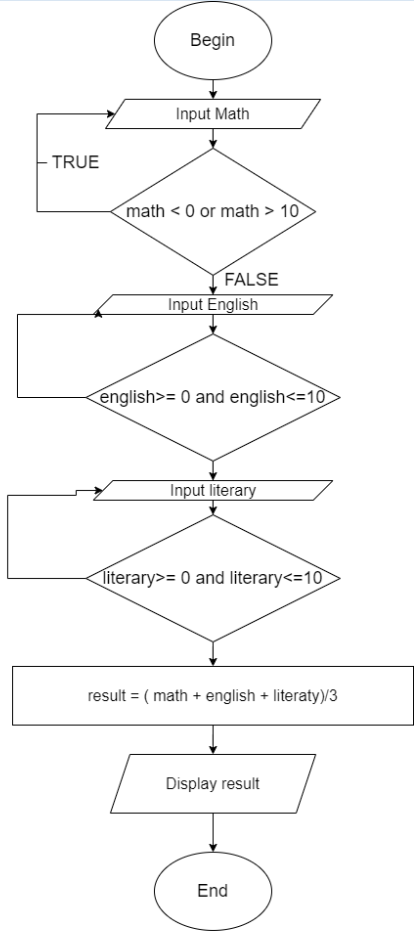 Begin
Input Math
TRUE
math < 0 or math > 10
FALSE
Input English
english>= 0 and english<=10
Input literary
literary>= 0 and literary<=10
result = ( math + english + literaty)/3
Display result
End